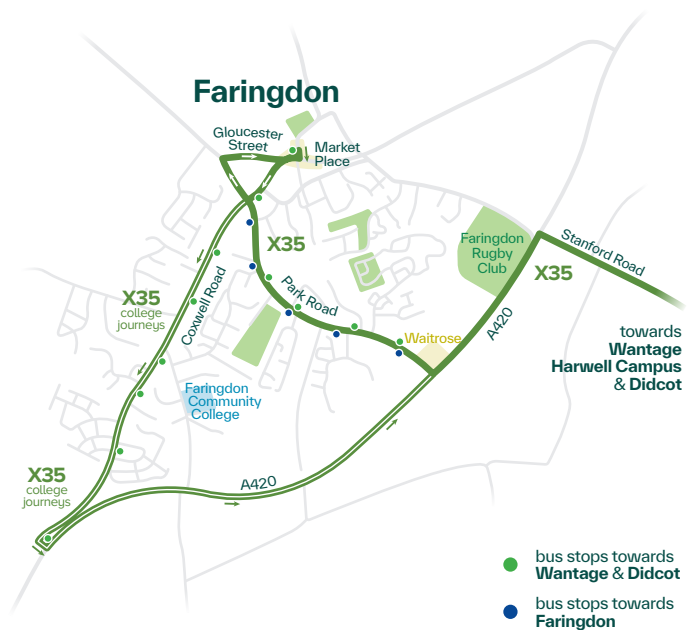 Faringdon
Gloucester
Street
Market
Place
X35
Faringdon
Rugby
Club
Stanford Road
X35
X35
college
journeys
Coxwell Road
Park Road
A420
Waitrose
towards
Wantage
Harwell Campus
& Didcot
Faringdon
Community
College
X35
college
journeys
A420
bus stops towards
Wantage & Didcot
bus stops towards
Faringdon